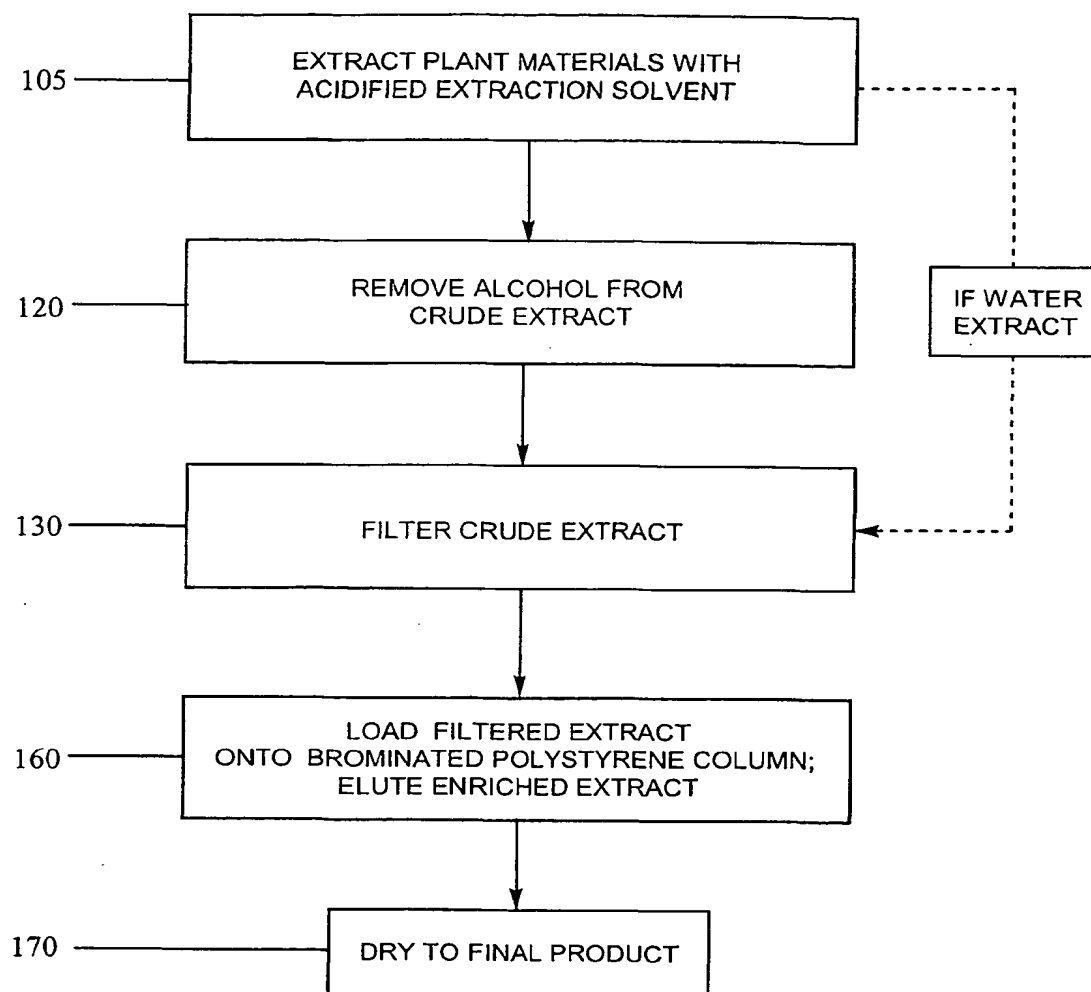 105
EXTRACT PLANT MATERIALS WITH
ACIDIFIED EXTRACTION SOLVENT
120
REMOVE ALCOHOL FROM
CRUDE EXTRACT
IF WATER
EXTRACT
130
FILTER CRUDE EXTRACT
160
LOAD FILTERED EXTRACT
ONTO BROMINATED POLYSTYRENE COLUMN;
ELUTE ENRICHED EXTRACT
170
DRY TO FINAL PRODUCT